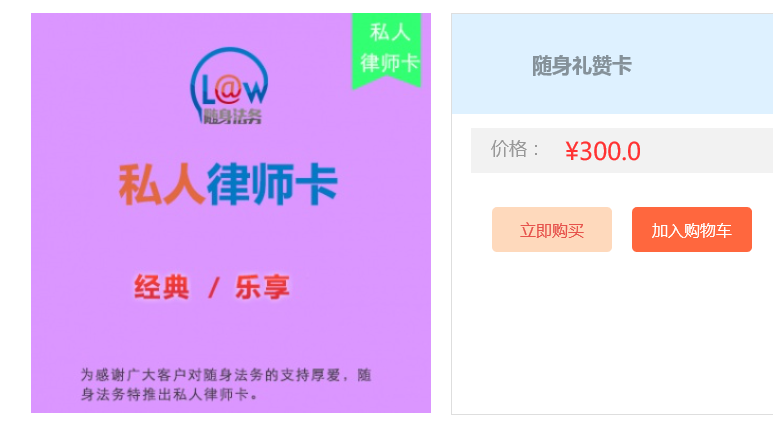 私人
律师卡
L@w
随身法务
私人律师卡
经典 / 乐享
为感谢广大客户对随身法务的支持厚爱，随
身法务特推出私人律师卡。
随身礼赞卡
价格： ¥300.0
立即购买 加入购物车